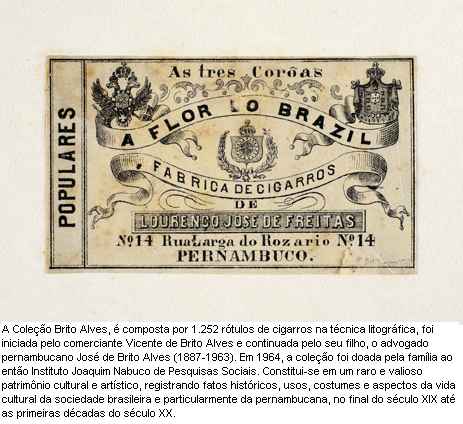 As tres Corôas
A FLOR DO BRAZIL
POPULARES
FABRICA DE CIGARROS
DE
LOURENÇO JOSÉ DE FREITAS
Nº14 Rua Larga do Rozario Nº14
PERNAMBUCO.
A Coleção Brito Alves, é composta por 1.252 rótulos de cigarros na técnica litográfica, foi
iniciada pelo comerciante Vicente de Brito Alves e continuada pelo seu filho, o advogado
pernambucano José de Brito Alves (1887-1963). Em 1964, a coleção foi doada pela família ao
então Instituto Joaquim Nabuco de Pesquisas Sociais. Constitui-se em um raro e valioso
patrimônio cultural e artístico, registrando fatos históricos, usos, costumes e aspectos da vida
cultural da sociedade brasileira e particularmente da pernambucana, no final do século XIX até
as primeiras décadas do século XX.